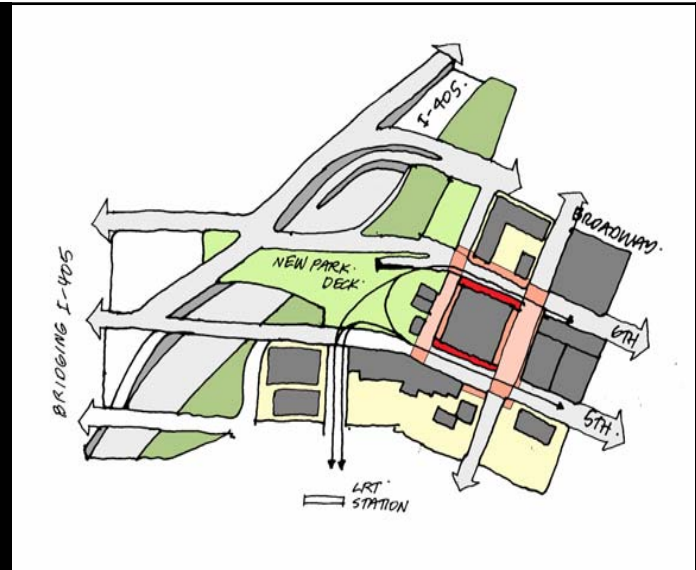 I-405.
BROADWAY.
NEW PARK.
DECK.
BRIDGING I-405
6TH
5TH.
LRT
STATION